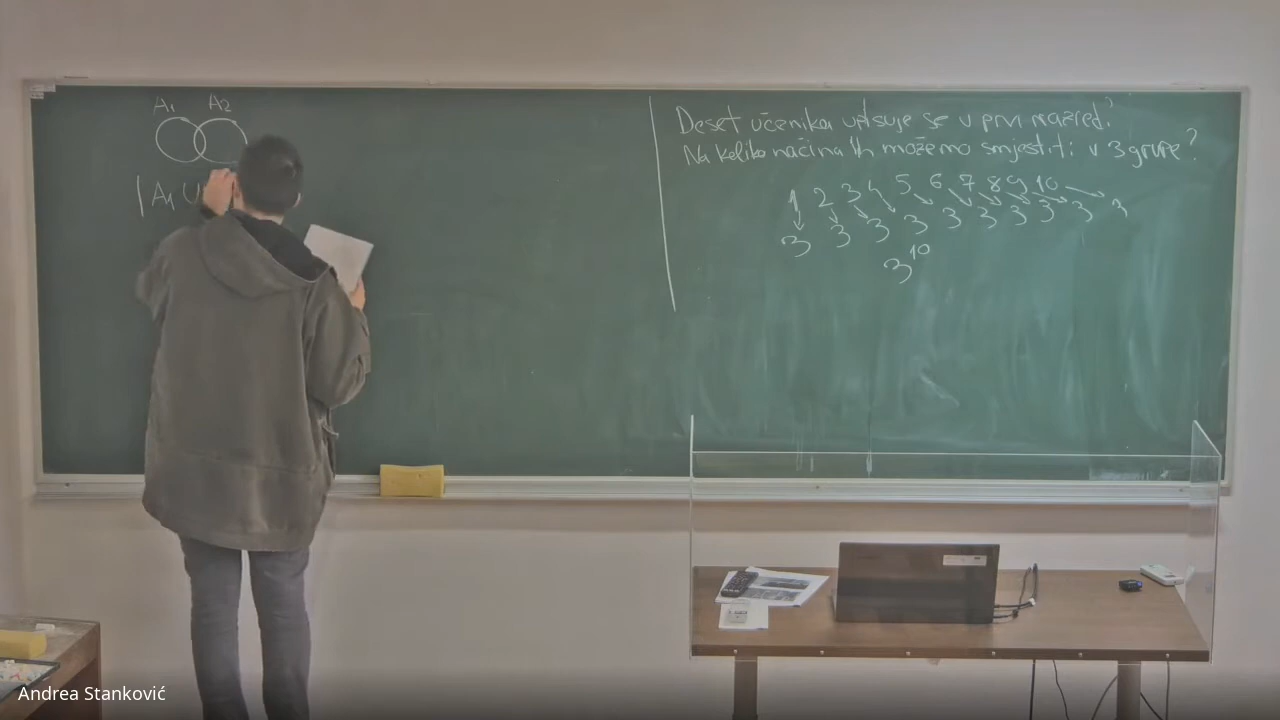 A₁ A₂
|A₁ ∪
Deset učenika upisuje se u prvi razred.
Na koliko načina ih možemo smjestiti u 3 grupe?
1 2 3 4 5 6 7 8 9 10
3 3 3 3 3 3 3 3 3 3
3¹⁰
Andrea Stanković